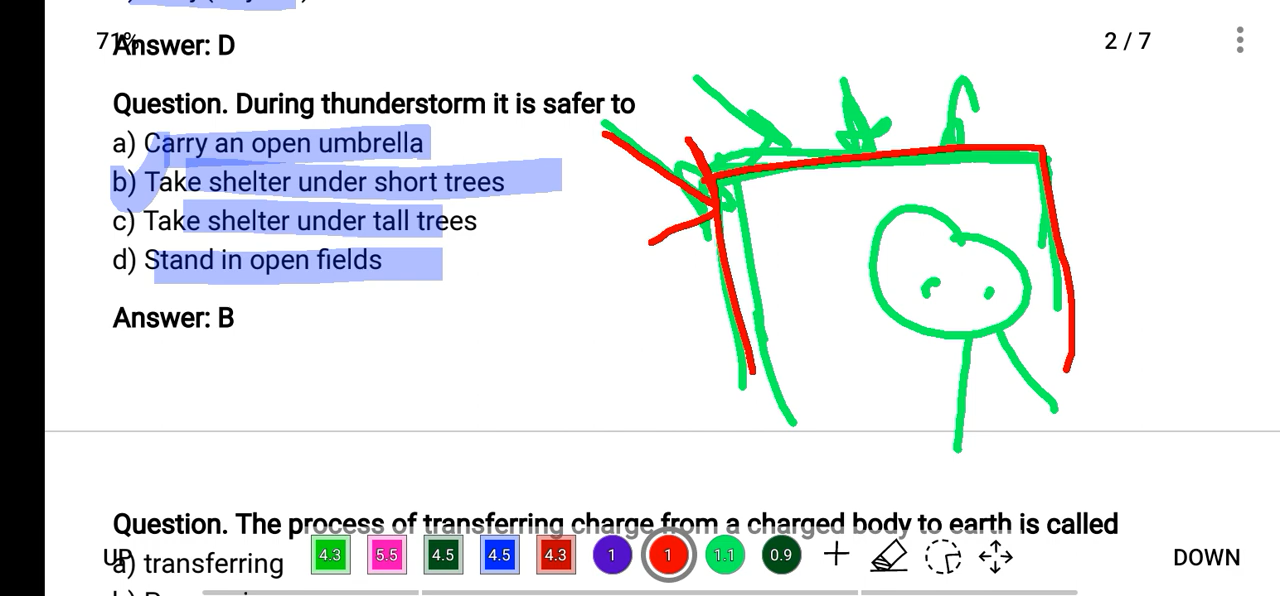 71%
2 / 7
Answer: D
Question. During thunderstorm it is safer to
a) Carry an open umbrella
b) Take shelter under short trees
c) Take shelter under tall trees
d) Stand in open fields
Answer: B
Question. The process of transferring charge from a charged body to earth is called
a) transferring
UP
4.3 5.5 4.5 4.5 4.3 1 1 1.1 0.9
DOWN